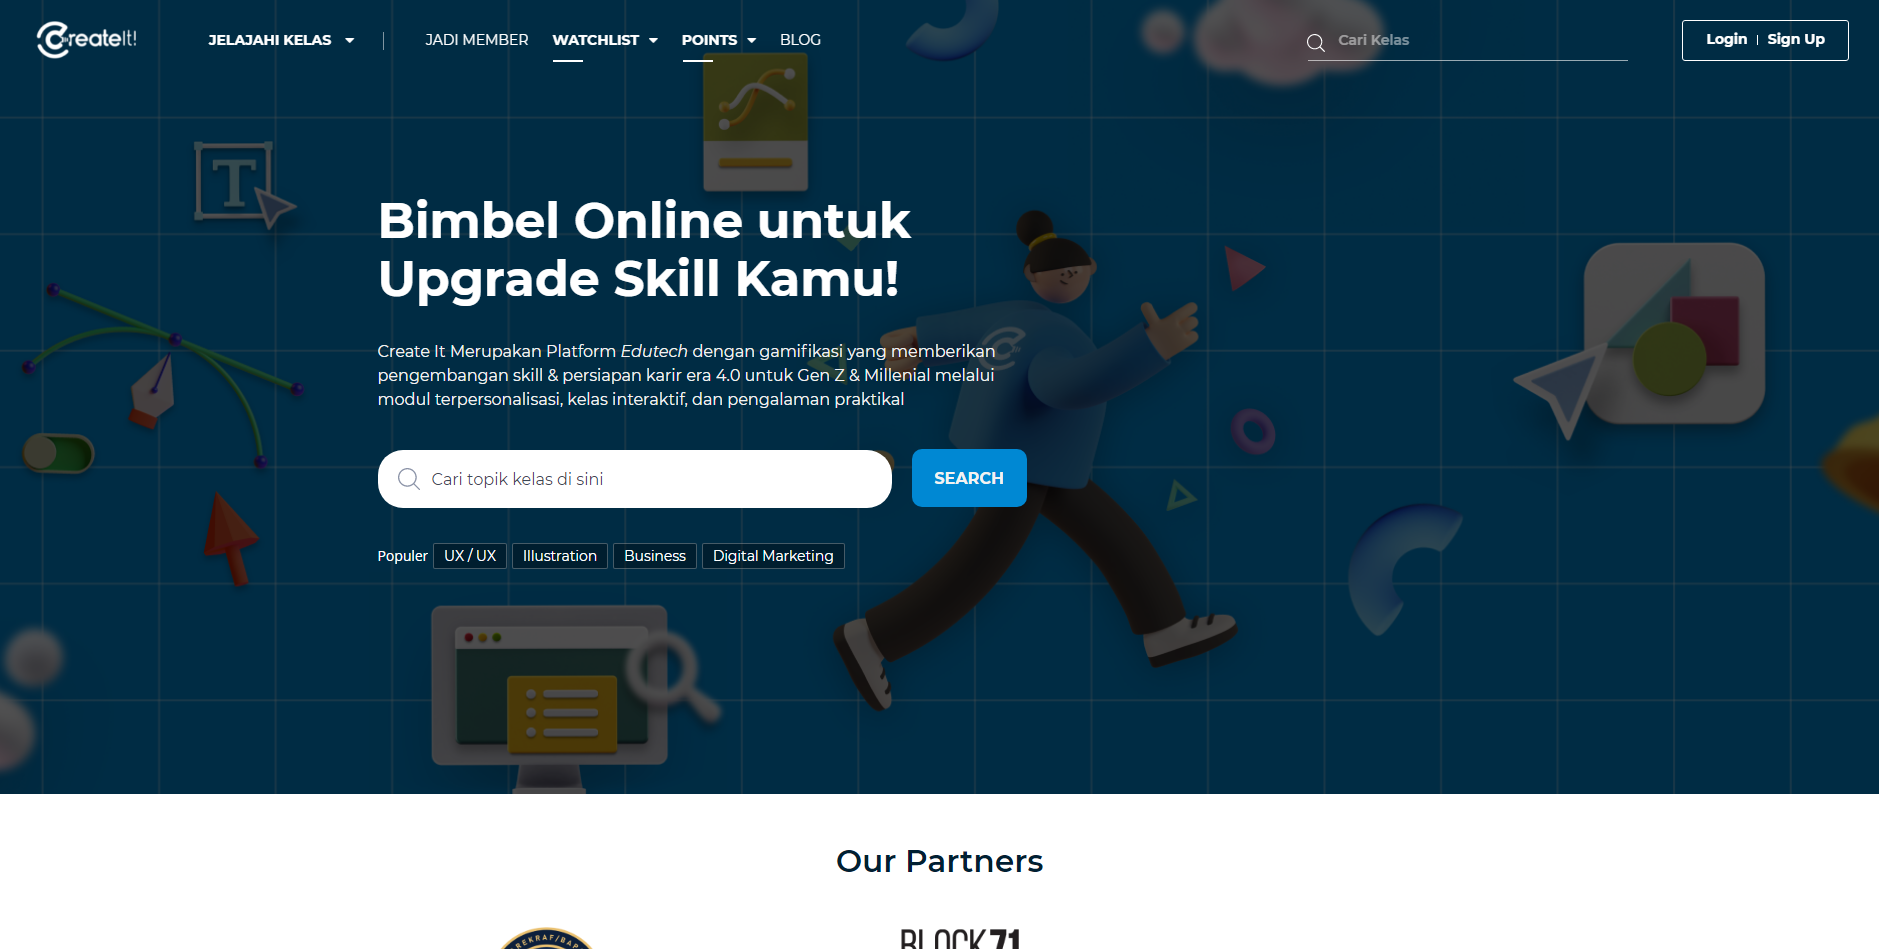 CreateIt!
JELAJAHI KELAS
JADI MEMBER
WATCHLIST
POINTS
BLOG
Cari Kelas
Login | Sign Up
T
Bimbel Online untuk
Upgrade Skill Kamu!
Create It Merupakan Platform Edutech dengan gamifikasi yang memberikan
pengembangan skill & persiapan karir era 4.0 untuk Gen Z & Millenial melalui
modul terpersonalisasi, kelas interaktif, dan pengalaman praktikal
Cari topik kelas di sini
SEARCH
Populer UX / UX Illustration Business Digital Marketing
Our Partners
BLOCK71